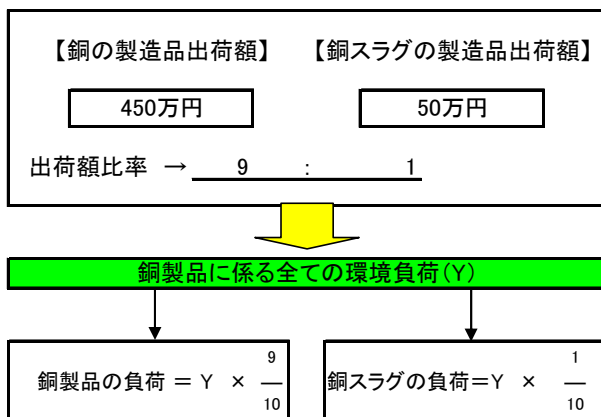 【銅の製造品出荷額】 【銅スラグの製造品出荷額】
450万円 50万円
出荷額比率 → 9 : 1
銅製品に係る全ての環境負荷(Y)
銅製品の負荷 = Y × 9/10 銅スラグの負荷=Y × 1/10